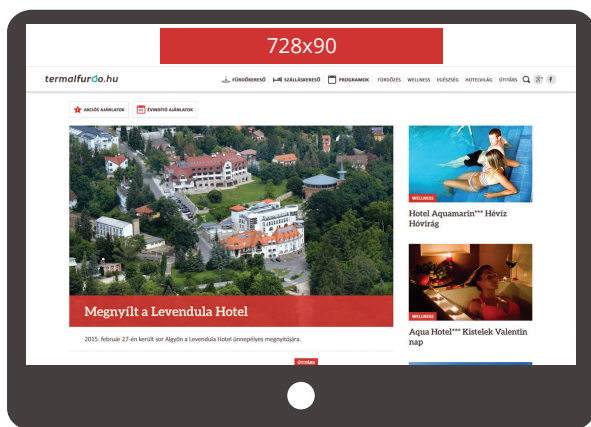 728x90
termalfurdo.hu
FÜRDŐKERESŐ SZÁLLÁSKERESŐ PROGRAMOK FÜRDŐZÉS WELLNESS EGÉSZSÉG HOTELVILÁG ÚTITÁRS
AKCIÓS AJÁNLATOK ÉVINDÍTÓ AJÁNLATOK
WELLNESS
Hotel Aquamarin*** Hévíz
Hóvirág
Megnyílt a Levendula Hotel
2015. február 27-én került sor Algyőn a Levendula Hotel ünnepélyes megnyitójára.
WELLNESS
Aqua Hotel*** Kistelek Valentin
nap
ÚTITÁRS